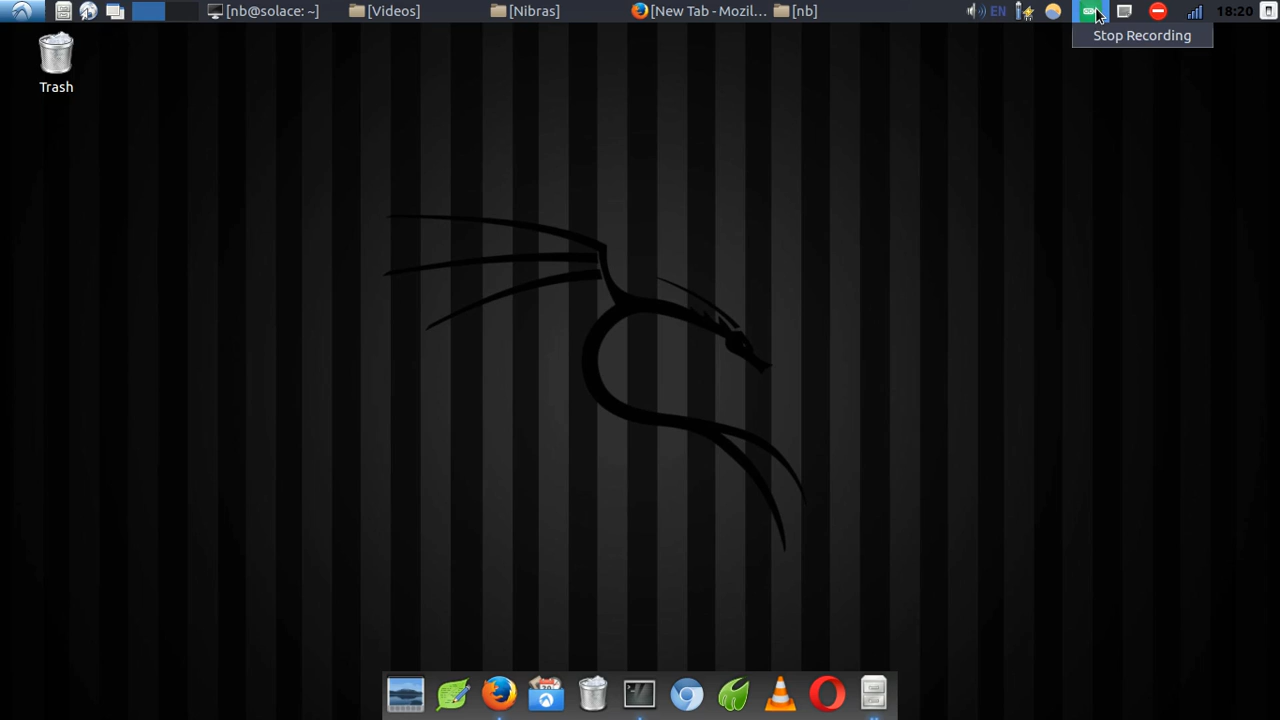 [nb@solace: ~]
[Videos]
[Nibras]
[New Tab - Mozil...
[nb]
EN
18:20
Stop Recording
Trash